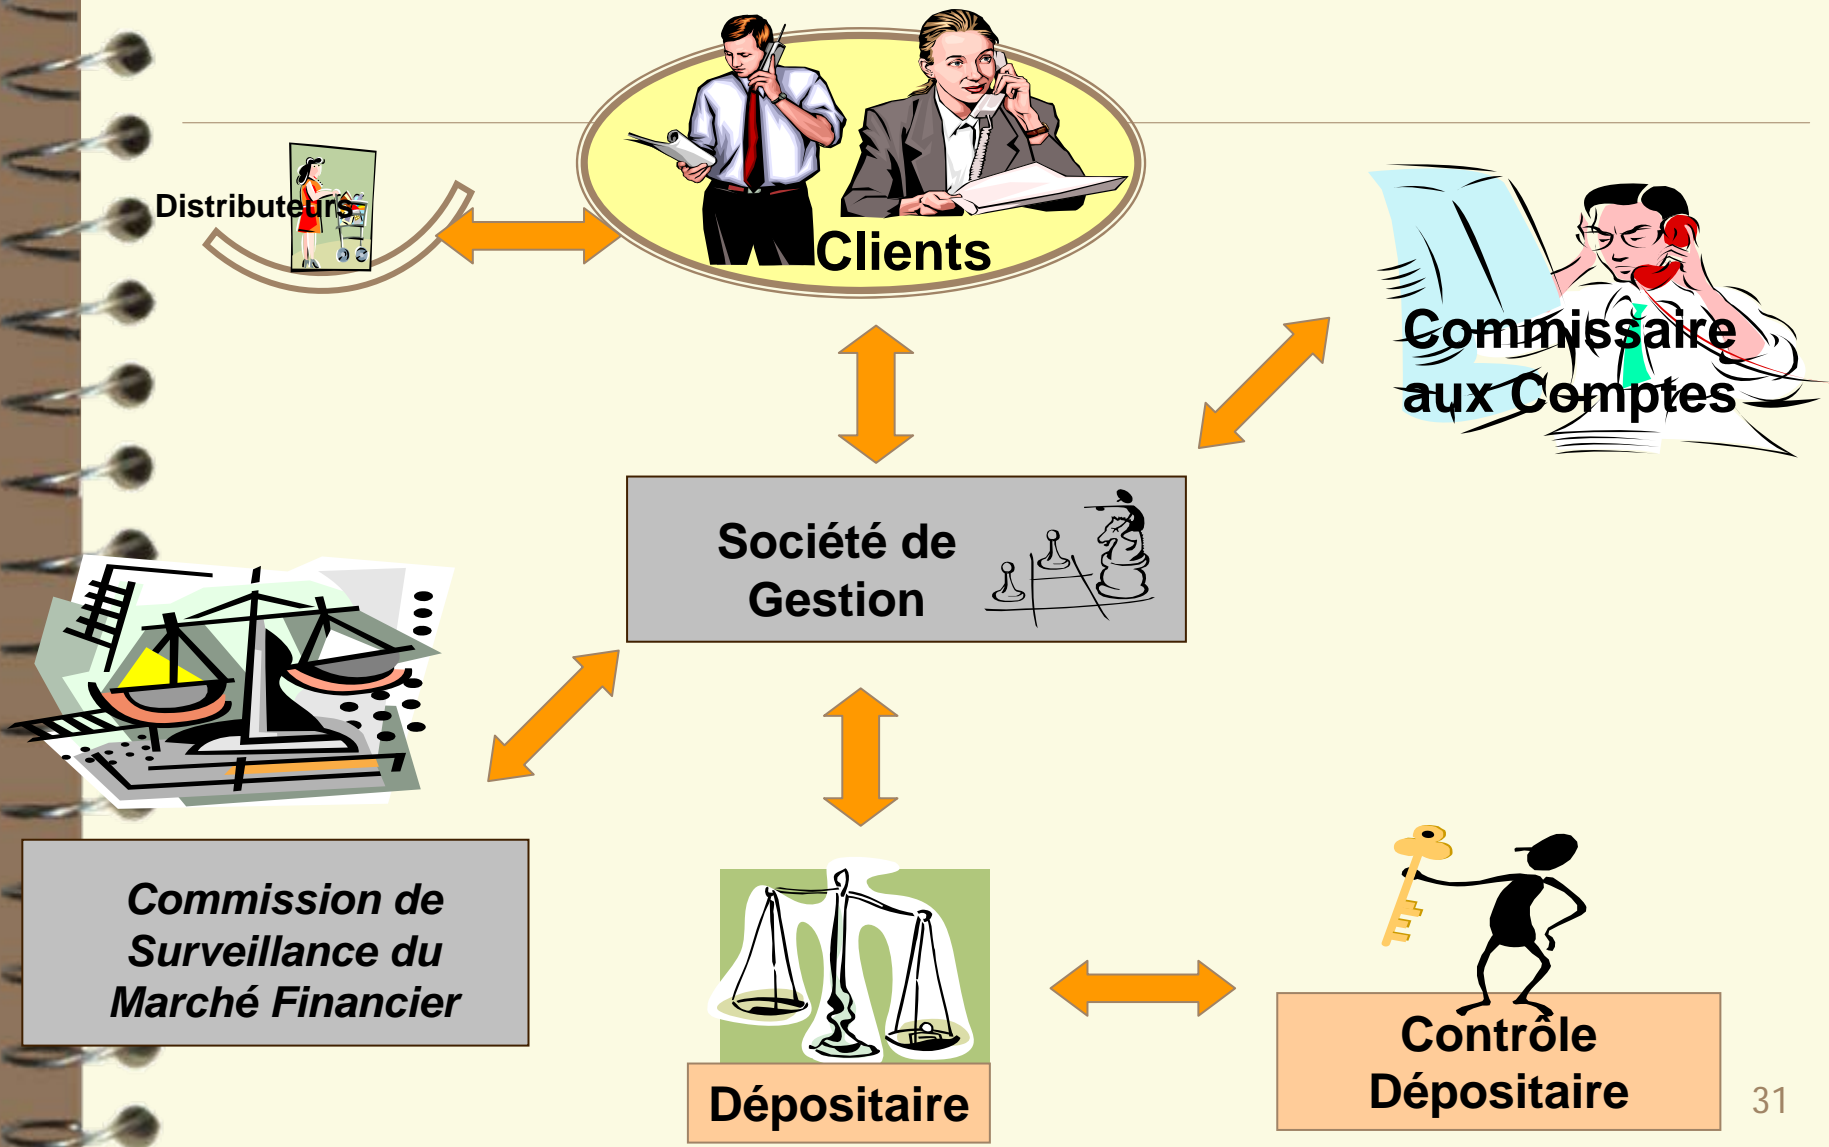 Distributeurs
Clients
Commissaire
aux Comptes
Société de
Gestion
Commission de
Surveillance du
Marché Financier
Dépositaire
Contrôle
Dépositaire
31